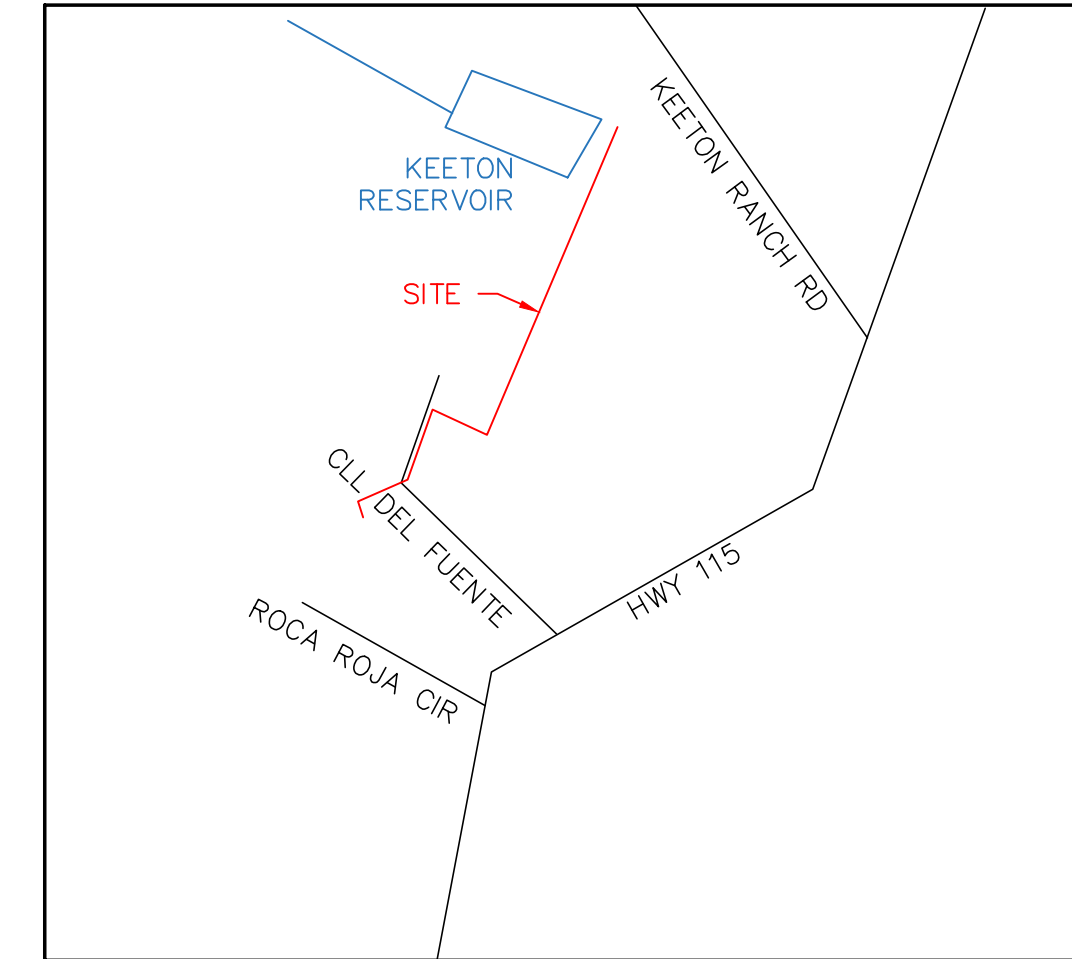 KEETON RANCH RD
KEETON
RESERVOIR
SITE
CLL DEL FUENTE
HWY 115
ROCA ROJA CIR